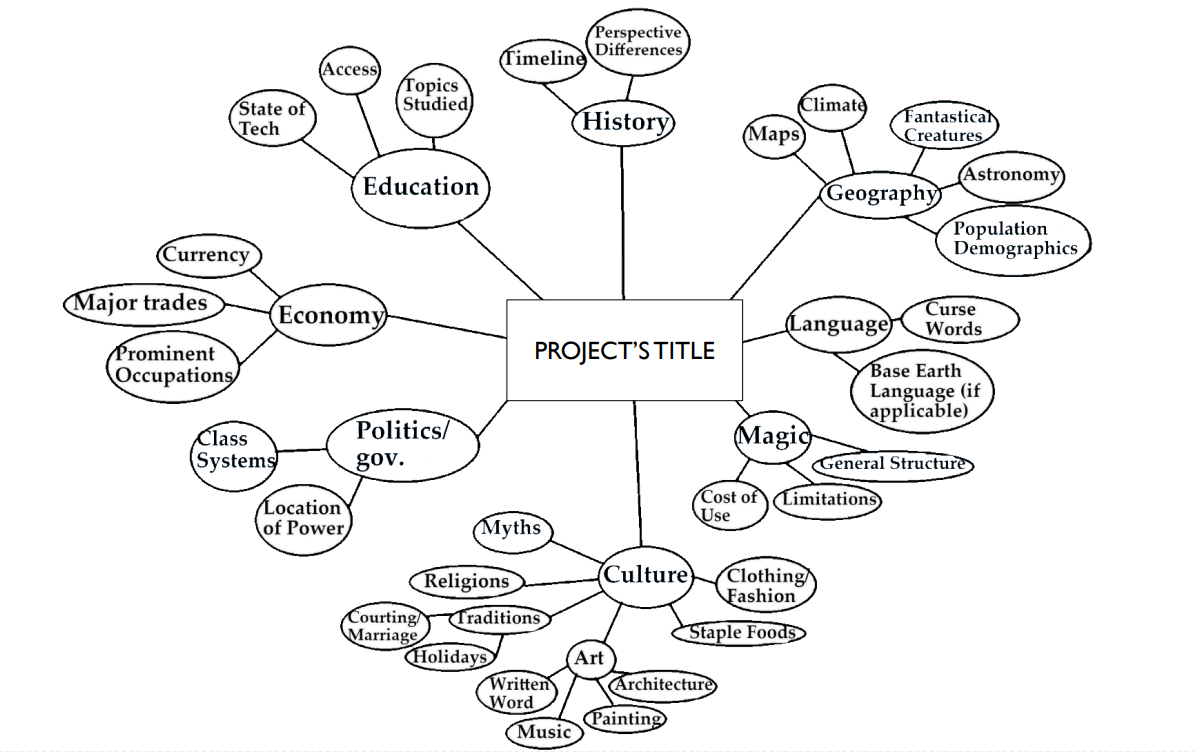 Perspective
Differences
Timeline
History
Access
Topics
Studied
State of
Tech
Education
Climate
Maps
Fantastical
Creatures
Astronomy
Geography
Population
Demographics
Currency
Major trades
Economy
Prominent
Occupations
PROJECT'S TITLE
Language
Curse
Words
Base Earth
Language (if
applicable)
Politics/
gov.
Class
Systems
Location
of Power
Magic
General Structure
Cost of
Use
Limitations
Myths
Religions
Culture
Clothing/
Fashion
Traditions
Courting/
Marriage
Holidays
Staple Foods
Art
Written
Word
Architecture
Painting
Music